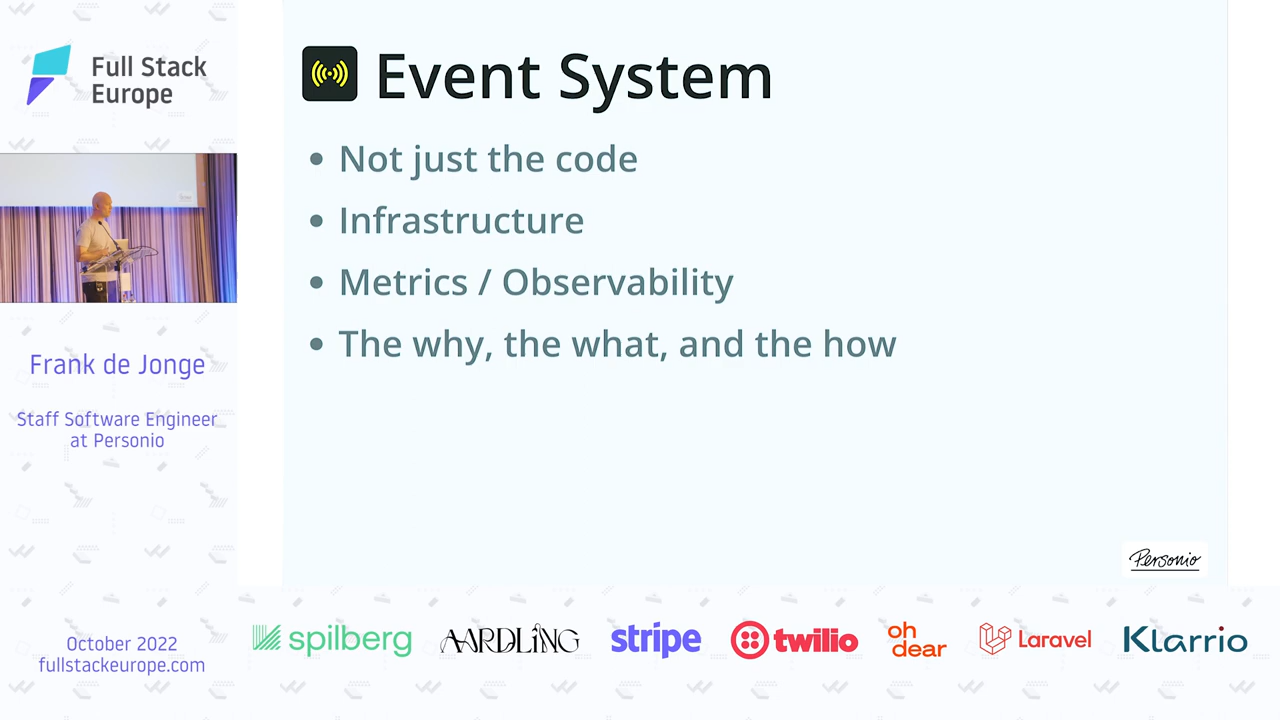 Full Stack
Europe
Event System
Not just the code
Infrastructure
Metrics / Observability
The why, the what, and the how
Frank de Jonge
Staff Software Engineer
at Personio
Personio
October 2022
fullstackeurope.com
spilberg
AARDLING
stripe
twilio
oh
dear
Laravel
Klarrio